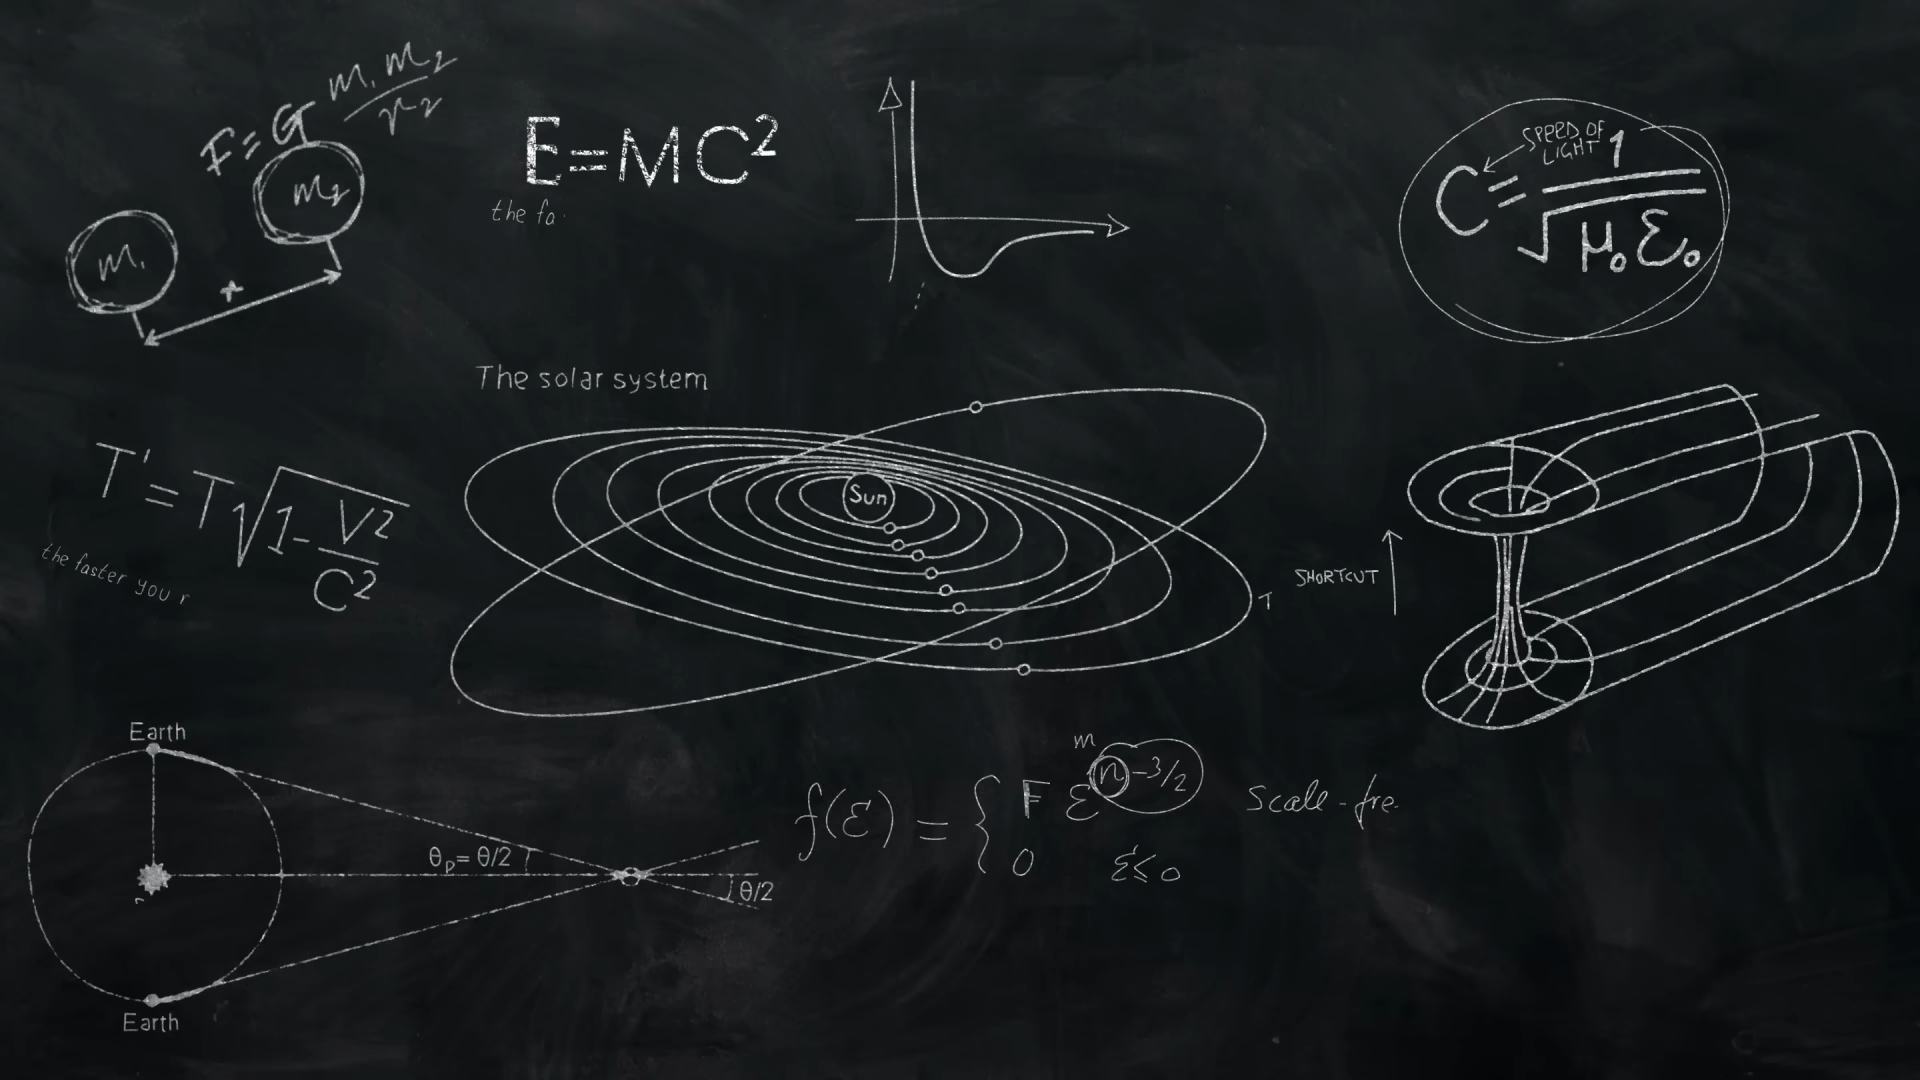 F=G m₁m₂/r²
m₁
m₂
r
E=MC²
the fa
C=1/√μ₀ε₀
SPEED OF
LIGHT
The solar system
Sun
T'=T√1-V²/C²
the faster you r
T
SHORTCUT
Earth
θp=θ/2
θ/2
Earth
m
f(ε) = { F ε^n-3/2
0 ε≤0
Scale-fre